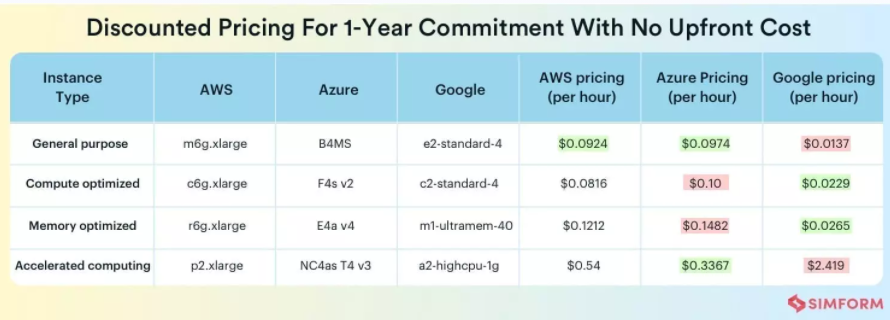 Discounted Pricing For 1-Year Commitment With No Upfront Cost
Instance Type AWS Azure Google AWS pricing (per hour) Azure Pricing (per hour) Google pricing (per hour)
General purpose m6g.xlarge B4MS e2-standard-4 $0.0924 $0.0974 $0.0137
Compute optimized c6g.xlarge F4s v2 c2-standard-4 $0.0816 $0.10 $0.0229
Memory optimized r6g.xlarge E4a v4 m1-ultramem-40 $0.1212 $0.1482 $0.0265
Accelerated computing p2.xlarge NC4as T4 v3 a2-highcpu-1g $0.54 $0.3367 $2.419
SIMFORM